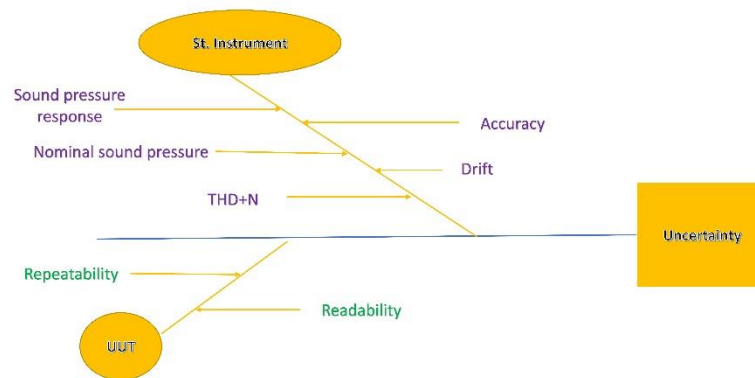 St. Instrument
Sound pressure
response
Accuracy
Nominal sound pressure
Drift
THD+N
Uncertainty
Repeatability
Readability
UUT